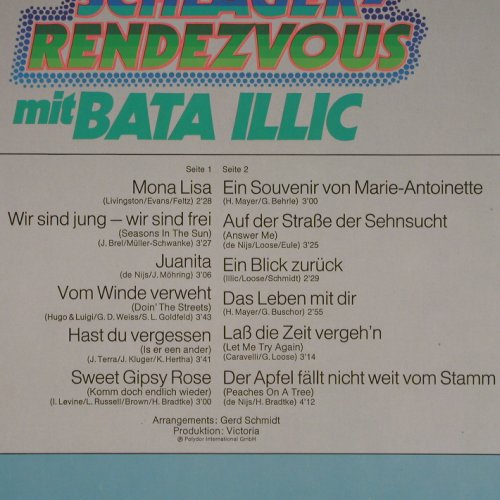 SCHLAGER-
RENDEZVOUS
mit BATA ILLIC
Seite 1
Mona Lisa
(Livingston/Evans/Feltz) 2'28
Wir sind jung – wir sind frei
(Seasons In The Sun)
(J. Brel/Müller-Schwanke) 3'27
Juanita
(de Nijs/J. Möhring) 3'06
Vom Winde verweht
(Doin' The Streets)
(Hugo & Luigi/G. D. Weiss/S. L. Goldfeld) 3'43
Hast du vergessen
(Is er een ander)
(J. Terra/J. Kluger/K. Hertha) 3'41
Sweet Gipsy Rose
(Komm doch endlich wieder)
(I. Levine/L. Russell/Brown/H. Bradtke) 3'00
Seite 2
Ein Souvenir von Marie-Antoinette
(H. Mayer/G. Behrle) 3'00
Auf der Straße der Sehnsucht
(Answer Me)
(de Nijs/Loose/Eule) 3'25
Ein Blick zurück
(Illic/Loose/Schmidt) 2'29
Das Leben mit dir
(H. Mayer/G. Buschor) 2'55
Laß die Zeit vergeh'n
(Let Me Try Again)
(Caravelli/G. Loose) 3'14
Der Apfel fällt nicht weit vom Stamm
(Peaches On A Tree)
(de Nijs/H. Bradtke) 4'12
Arrangements: Gerd Schmidt
Produktion: Victoria
℗ Polydor International GmbH